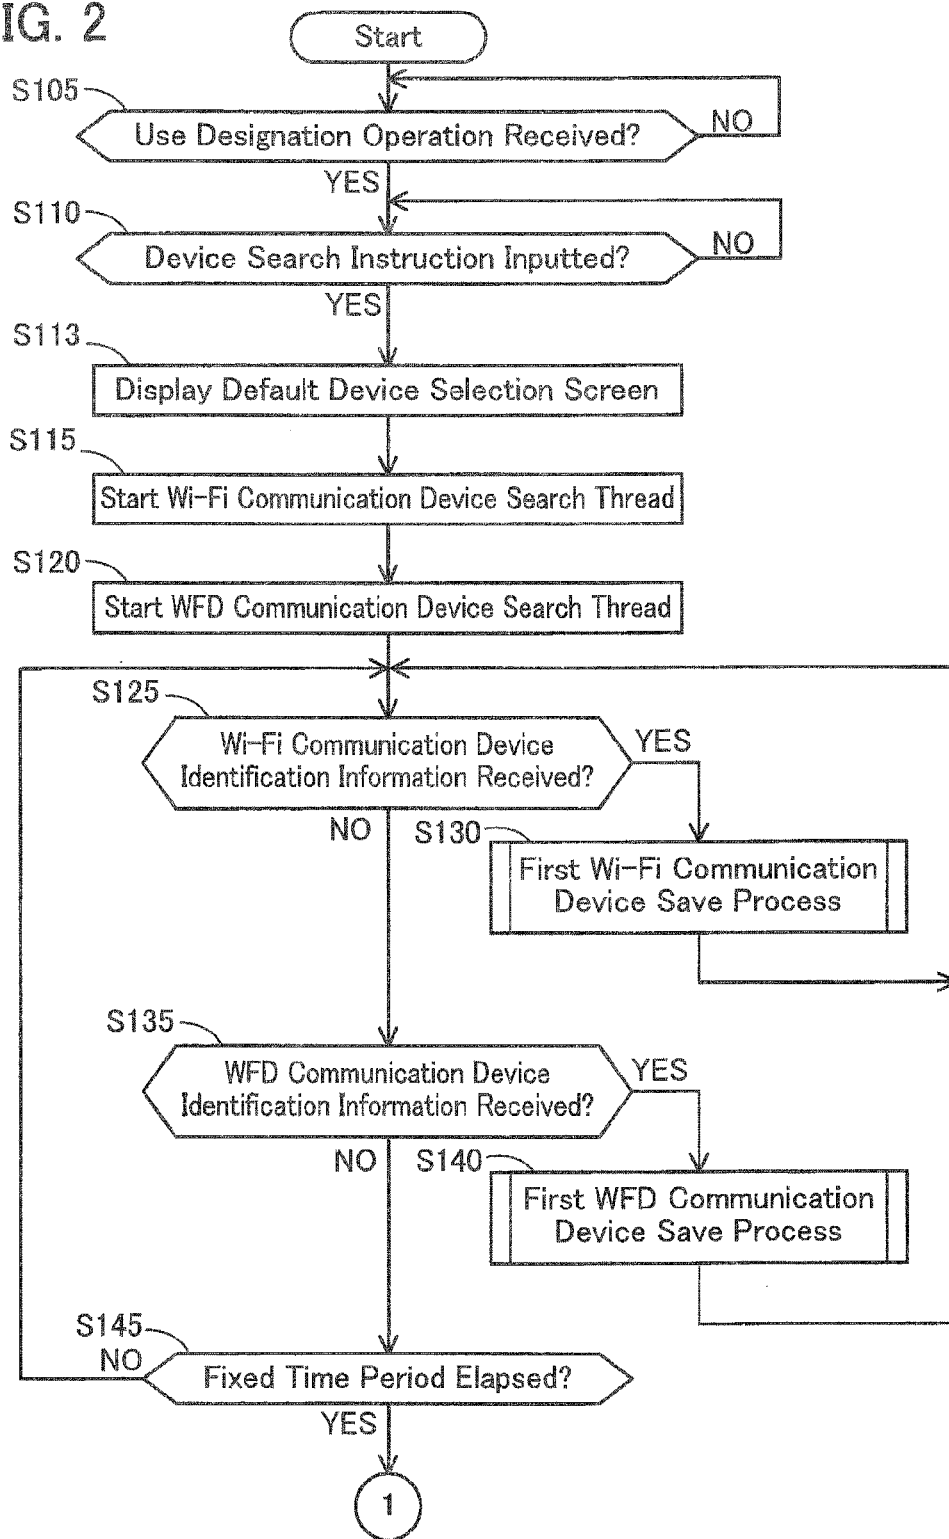 IG. 2
Start
S105
Use Designation Operation Received?
NO
YES
S110
Device Search Instruction Inputted?
NO
YES
S113
Display Default Device Selection Screen
S115
Start Wi-Fi Communication Device Search Thread
S120
Start WFD Communication Device Search Thread
S125
Wi-Fi Communication Device
Identification Information Received?
YES
NO
S130
First Wi-Fi Communication
Device Save Process
S135
WFD Communication Device
Identification Information Received?
YES
NO
S140
First WFD Communication
Device Save Process
S145
NO
Fixed Time Period Elapsed?
YES
1